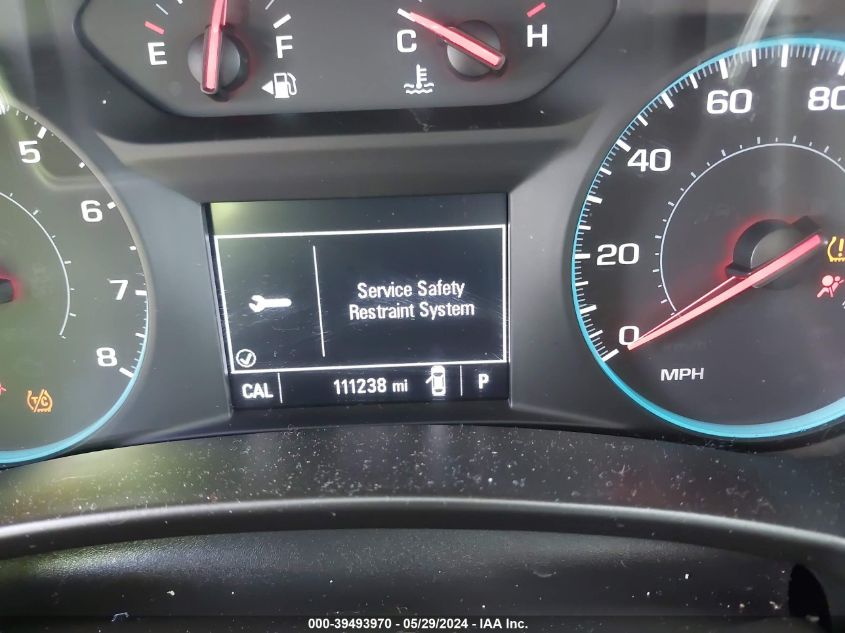 E F C H
5
6
7
8
Service Safety
Restraint System
CAL 111238 mi P
0
20
40
60
80
MPH
TC
000-39493970 / 05/29/2024 - IAA Inc.